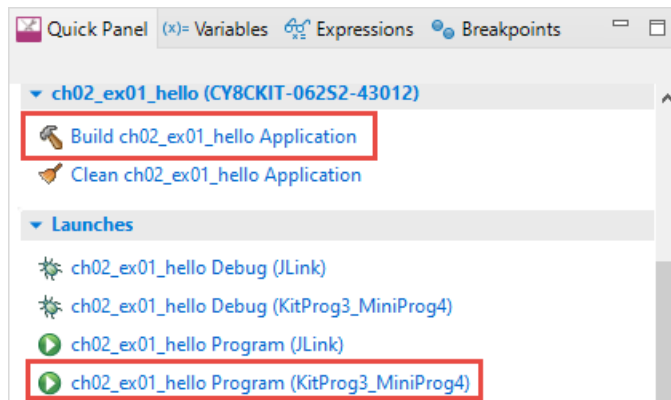 Quick Panel (x)= Variables Expressions Breakpoints
ch02_ex01_hello (CY8CKIT-062S2-43012)
Build ch02_ex01_hello Application
Clean ch02_ex01_hello Application
Launches
ch02_ex01_hello Debug (JLink)
ch02_ex01_hello Debug (KitProg3_MiniProg4)
ch02_ex01_hello Program (JLink)
ch02_ex01_hello Program (KitProg3_MiniProg4)